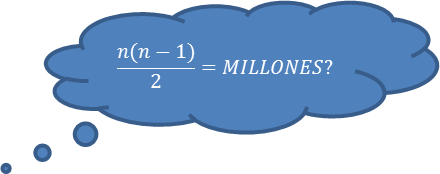 n(n − 1)/2 = MILLONES?